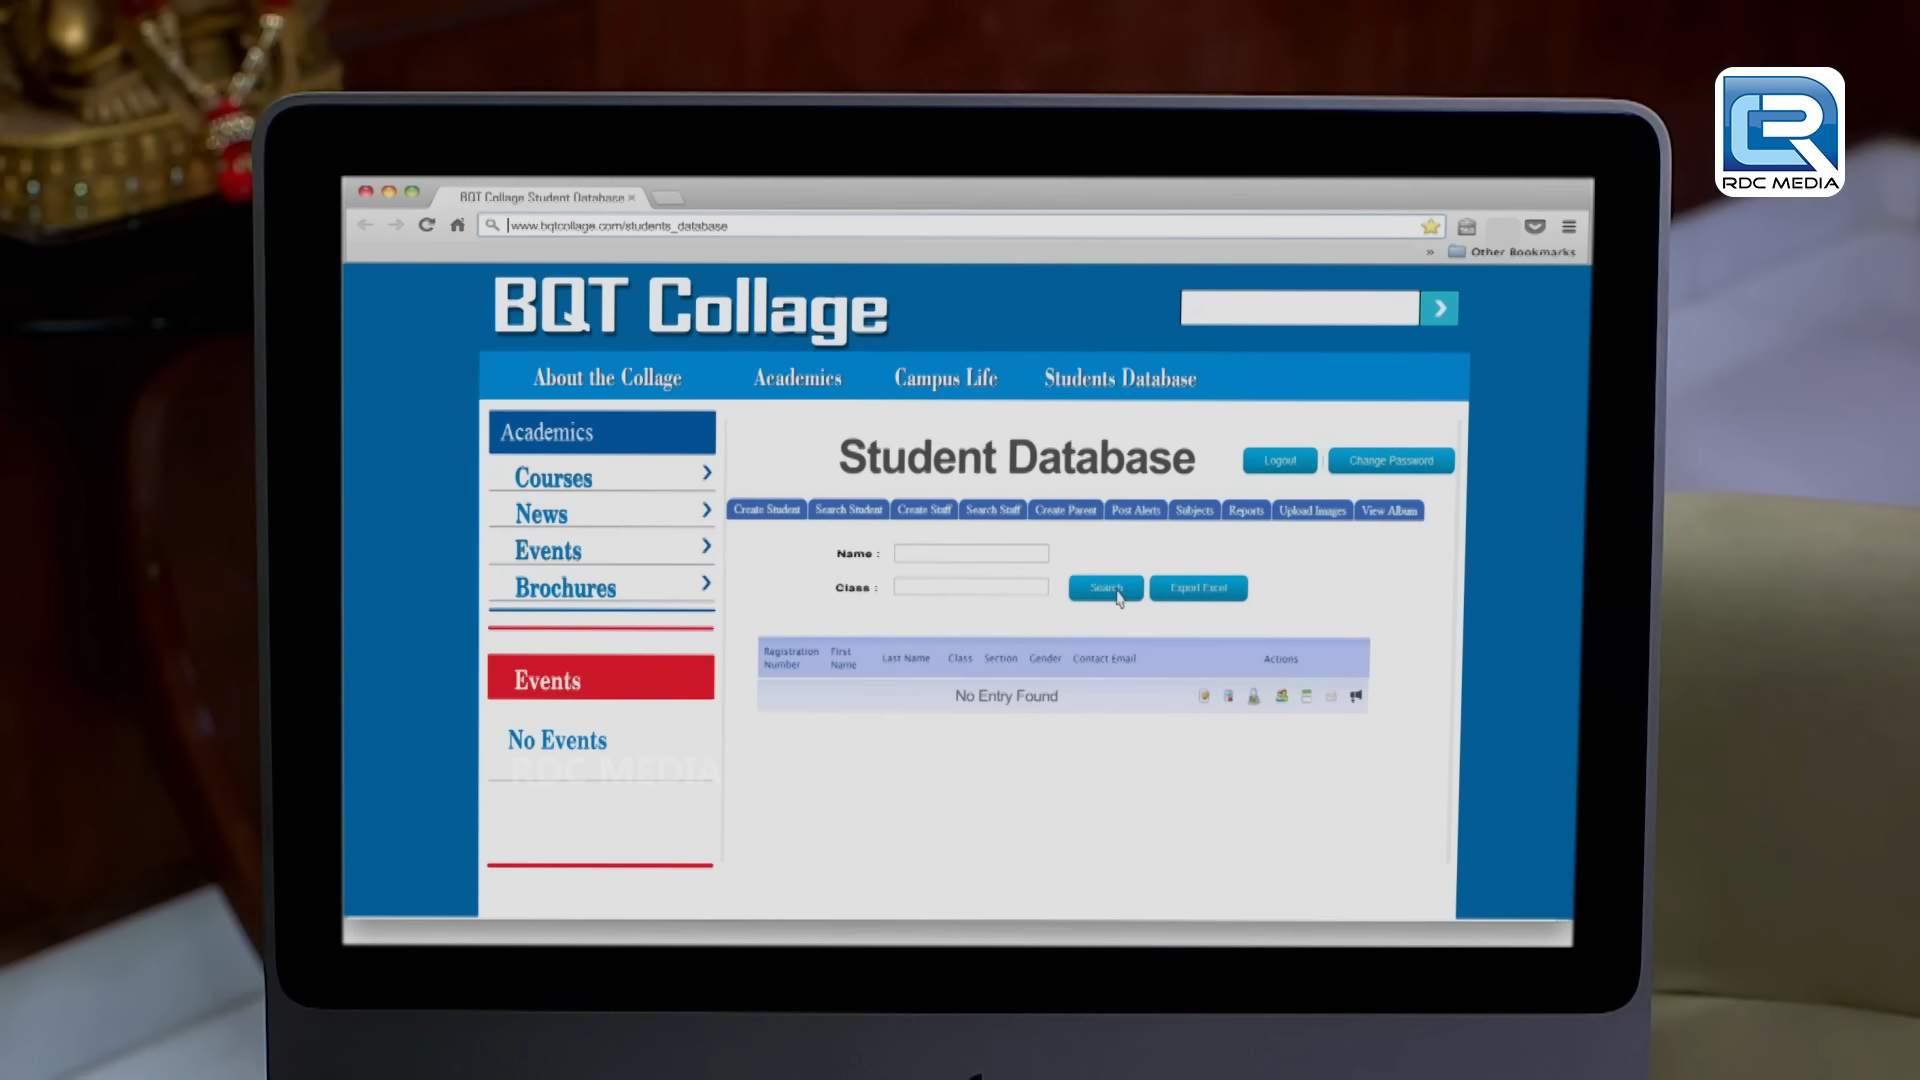 RDC MEDIA
BQT Collage Student Database ×
www.bqtcollage.com/students_database
» Other Bookmarks
BQT Collage
About the Collage Academics Campus Life Students Database
Academics
Courses
News
Events
Brochures
Events
No Events
RDC MEDIA
Student Database
Logout | Change Password
Create Student Search Student Create Staff Search Staff Create Parent Post Alerts Subjects Reports Upload Images View Album
Name :
Class :
Search Export Excel
Registration Number First Name Last Name Class Section Gender Contact Email Actions
No Entry Found